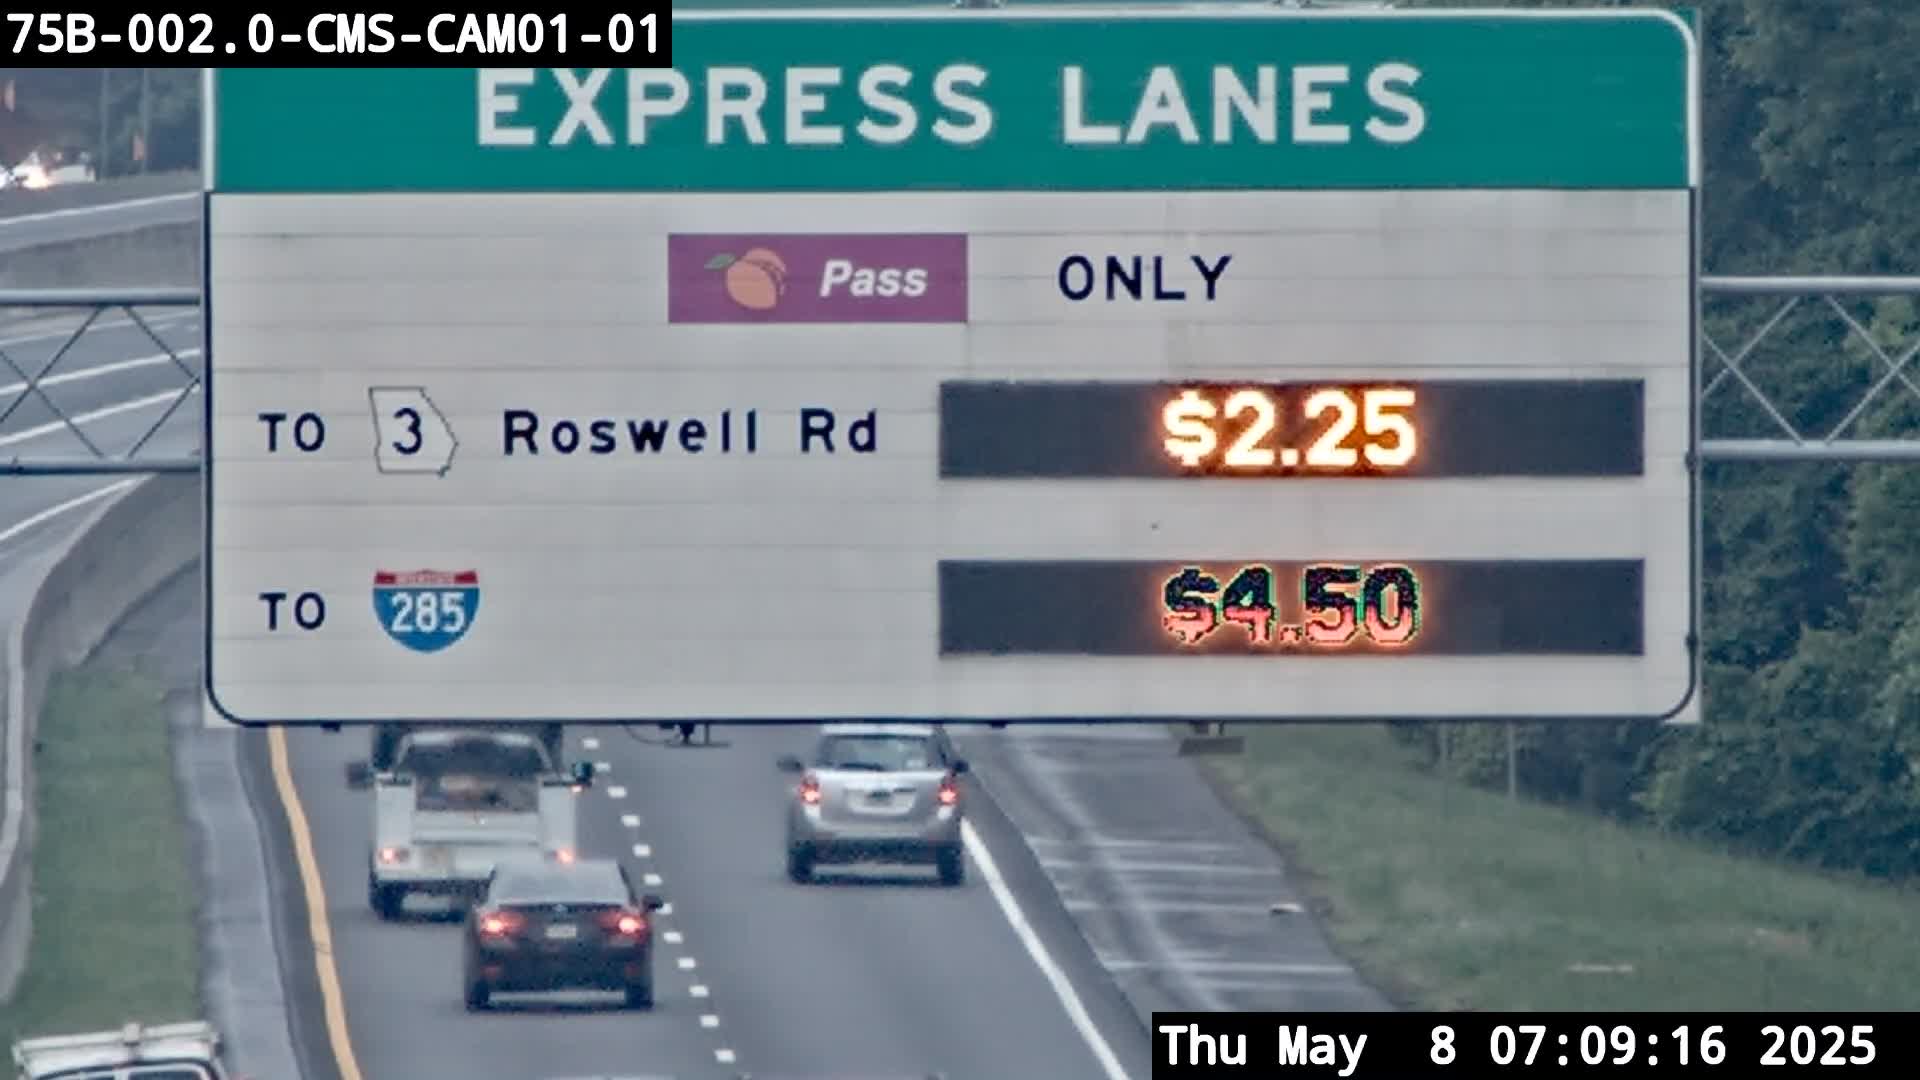 75B-002.0-CMS-CAM01-01
EXPRESS LANES
Pass ONLY
TO 3 Roswell Rd $2.25
TO 285 $4.50
Thu May 8 07:09:16 2025